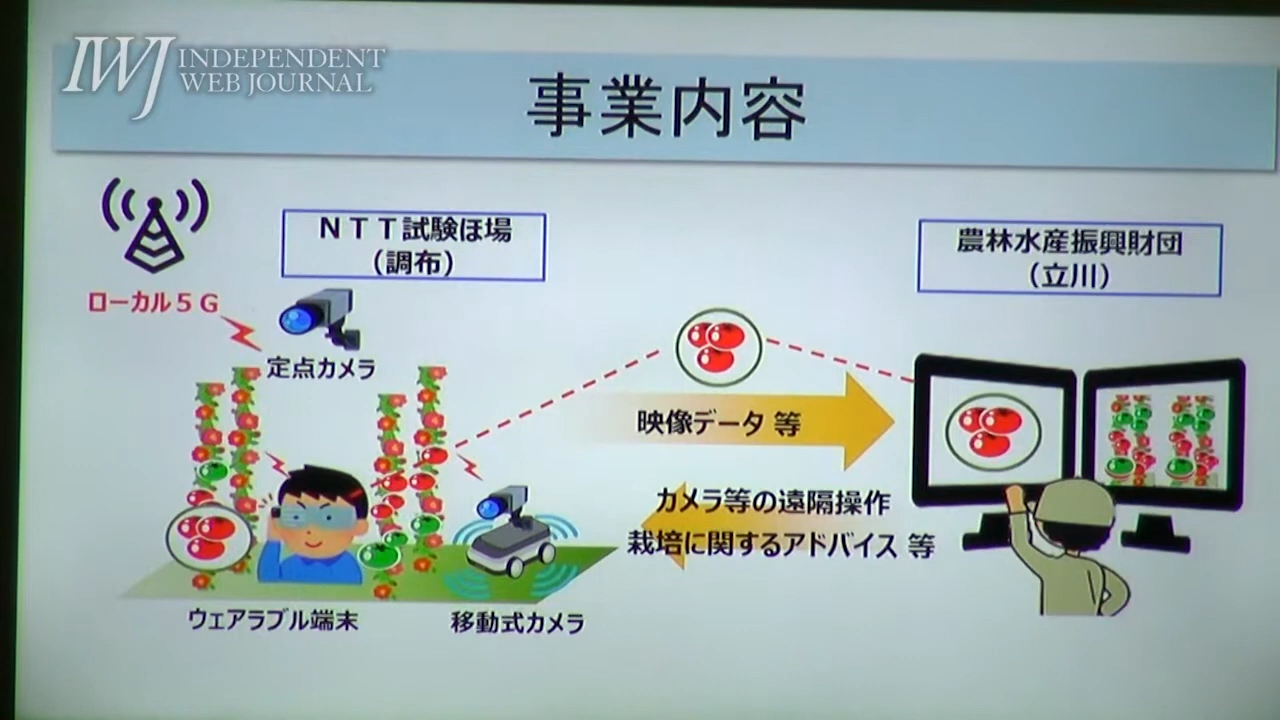 IWJ INDEPENDENT
WEB JOURNAL
事業内容
NTT試験ほ場
（調布）
農林水産振興財団
（立川）
ローカル5G
定点カメラ
映像データ 等
カメラ等の遠隔操作
栽培に関するアドバイス 等
ウェアラブル端末
移動式カメラ